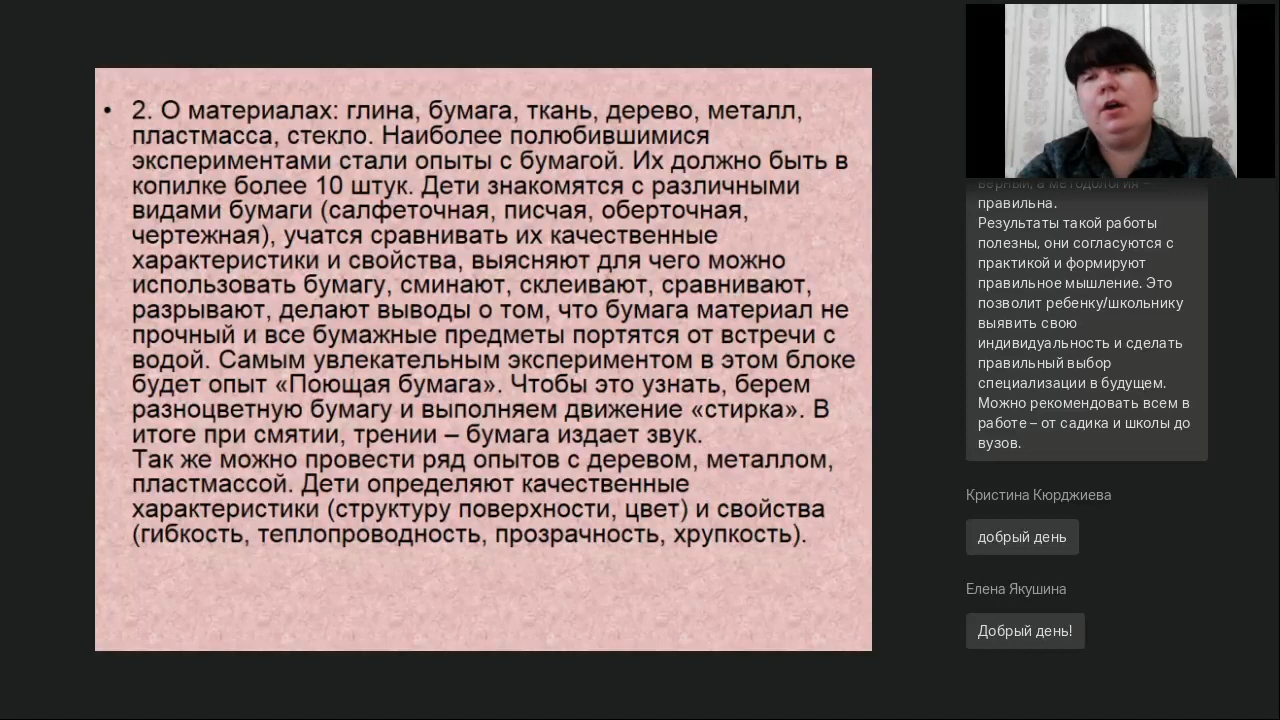 • 2. О материалах: глина, бумага, ткань, дерево, металл,
пластмасса, стекло. Наиболее полюбившимися
экспериментами стали опыты с бумагой. Их должно быть в
копилке более 10 штук. Дети знакомятся с различными
видами бумаги (салфеточная, писчая, оберточная,
чертежная), учатся сравнивать их качественные
характеристики и свойства, выясняют для чего можно
использовать бумагу, сминают, склеивают, сравнивают,
разрывают, делают выводы о том, что бумага материал не
прочный и все бумажные предметы портятся от встречи с
водой. Самым увлекательным экспериментом в этом блоке
будет опыт «Поющая бумага». Чтобы это узнать, берем
разноцветную бумагу и выполняем движение «стирка». В
итоге при смятии, трении – бумага издает звук.
Так же можно провести ряд опытов с деревом, металлом,
пластмассой. Дети определяют качественные
характеристики (структуру поверхности, цвет) и свойства
(гибкость, теплопроводность, прозрачность, хрупкость).
верный, а методология –
правильна.
Результаты такой работы
полезны, они согласуются с
практикой и формируют
правильное мышление. Это
позволит ребенку/школьнику
выявить свою
индивидуальность и сделать
правильный выбор
специализации в будущем.
Можно рекомендовать всем в
работе – от садика и школы до
вузов.
Кристина Кюрджиева
добрый день
Елена Якушина
Добрый день!